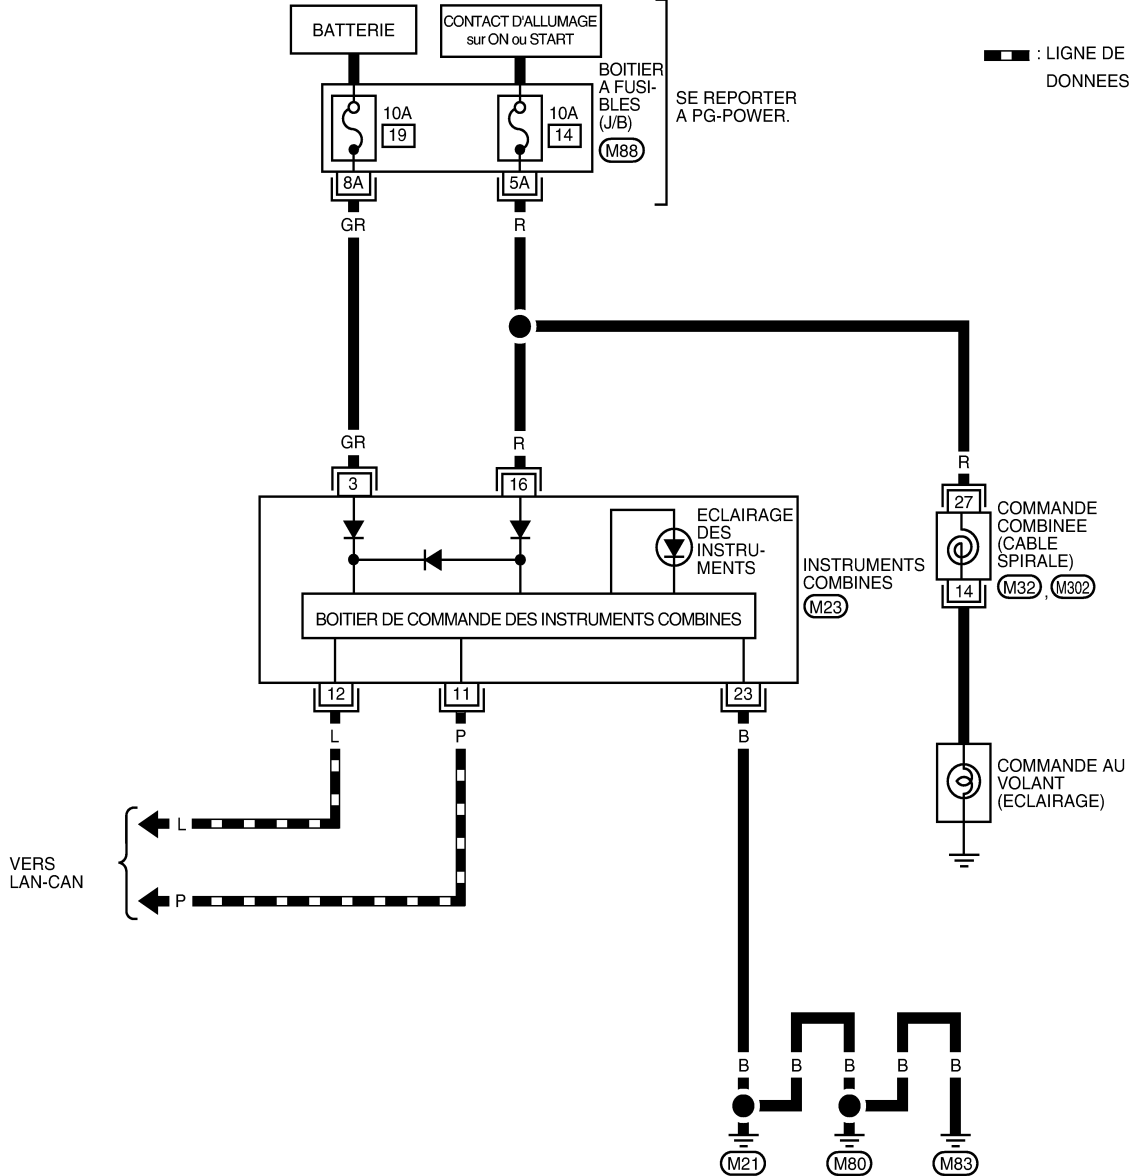 BATTERIE
CONTACT D'ALLUMAGE
sur ON ou START
: LIGNE DE
DONNEES
BOITIER
A FUSI-
BLES
(J/B)
M88
SE REPORTER
A PG-POWER.
10A
19
10A
14
8A
5A
GR
R
GR
R
R
3
16
27
COMMANDE
COMBINEE
(CABLE
SPIRALE)
M32 , M302
14
ECLAIRAGE
DES
INSTRU-
MENTS
INSTRUMENTS
COMBINES
M23
BOITIER DE COMMANDE DES INSTRUMENTS COMBINES
12
11
23
L
P
B
COMMANDE AU
VOLANT
(ECLAIRAGE)
L
VERS
LAN-CAN
P
B
B
B
B
B
M21
M80
M83